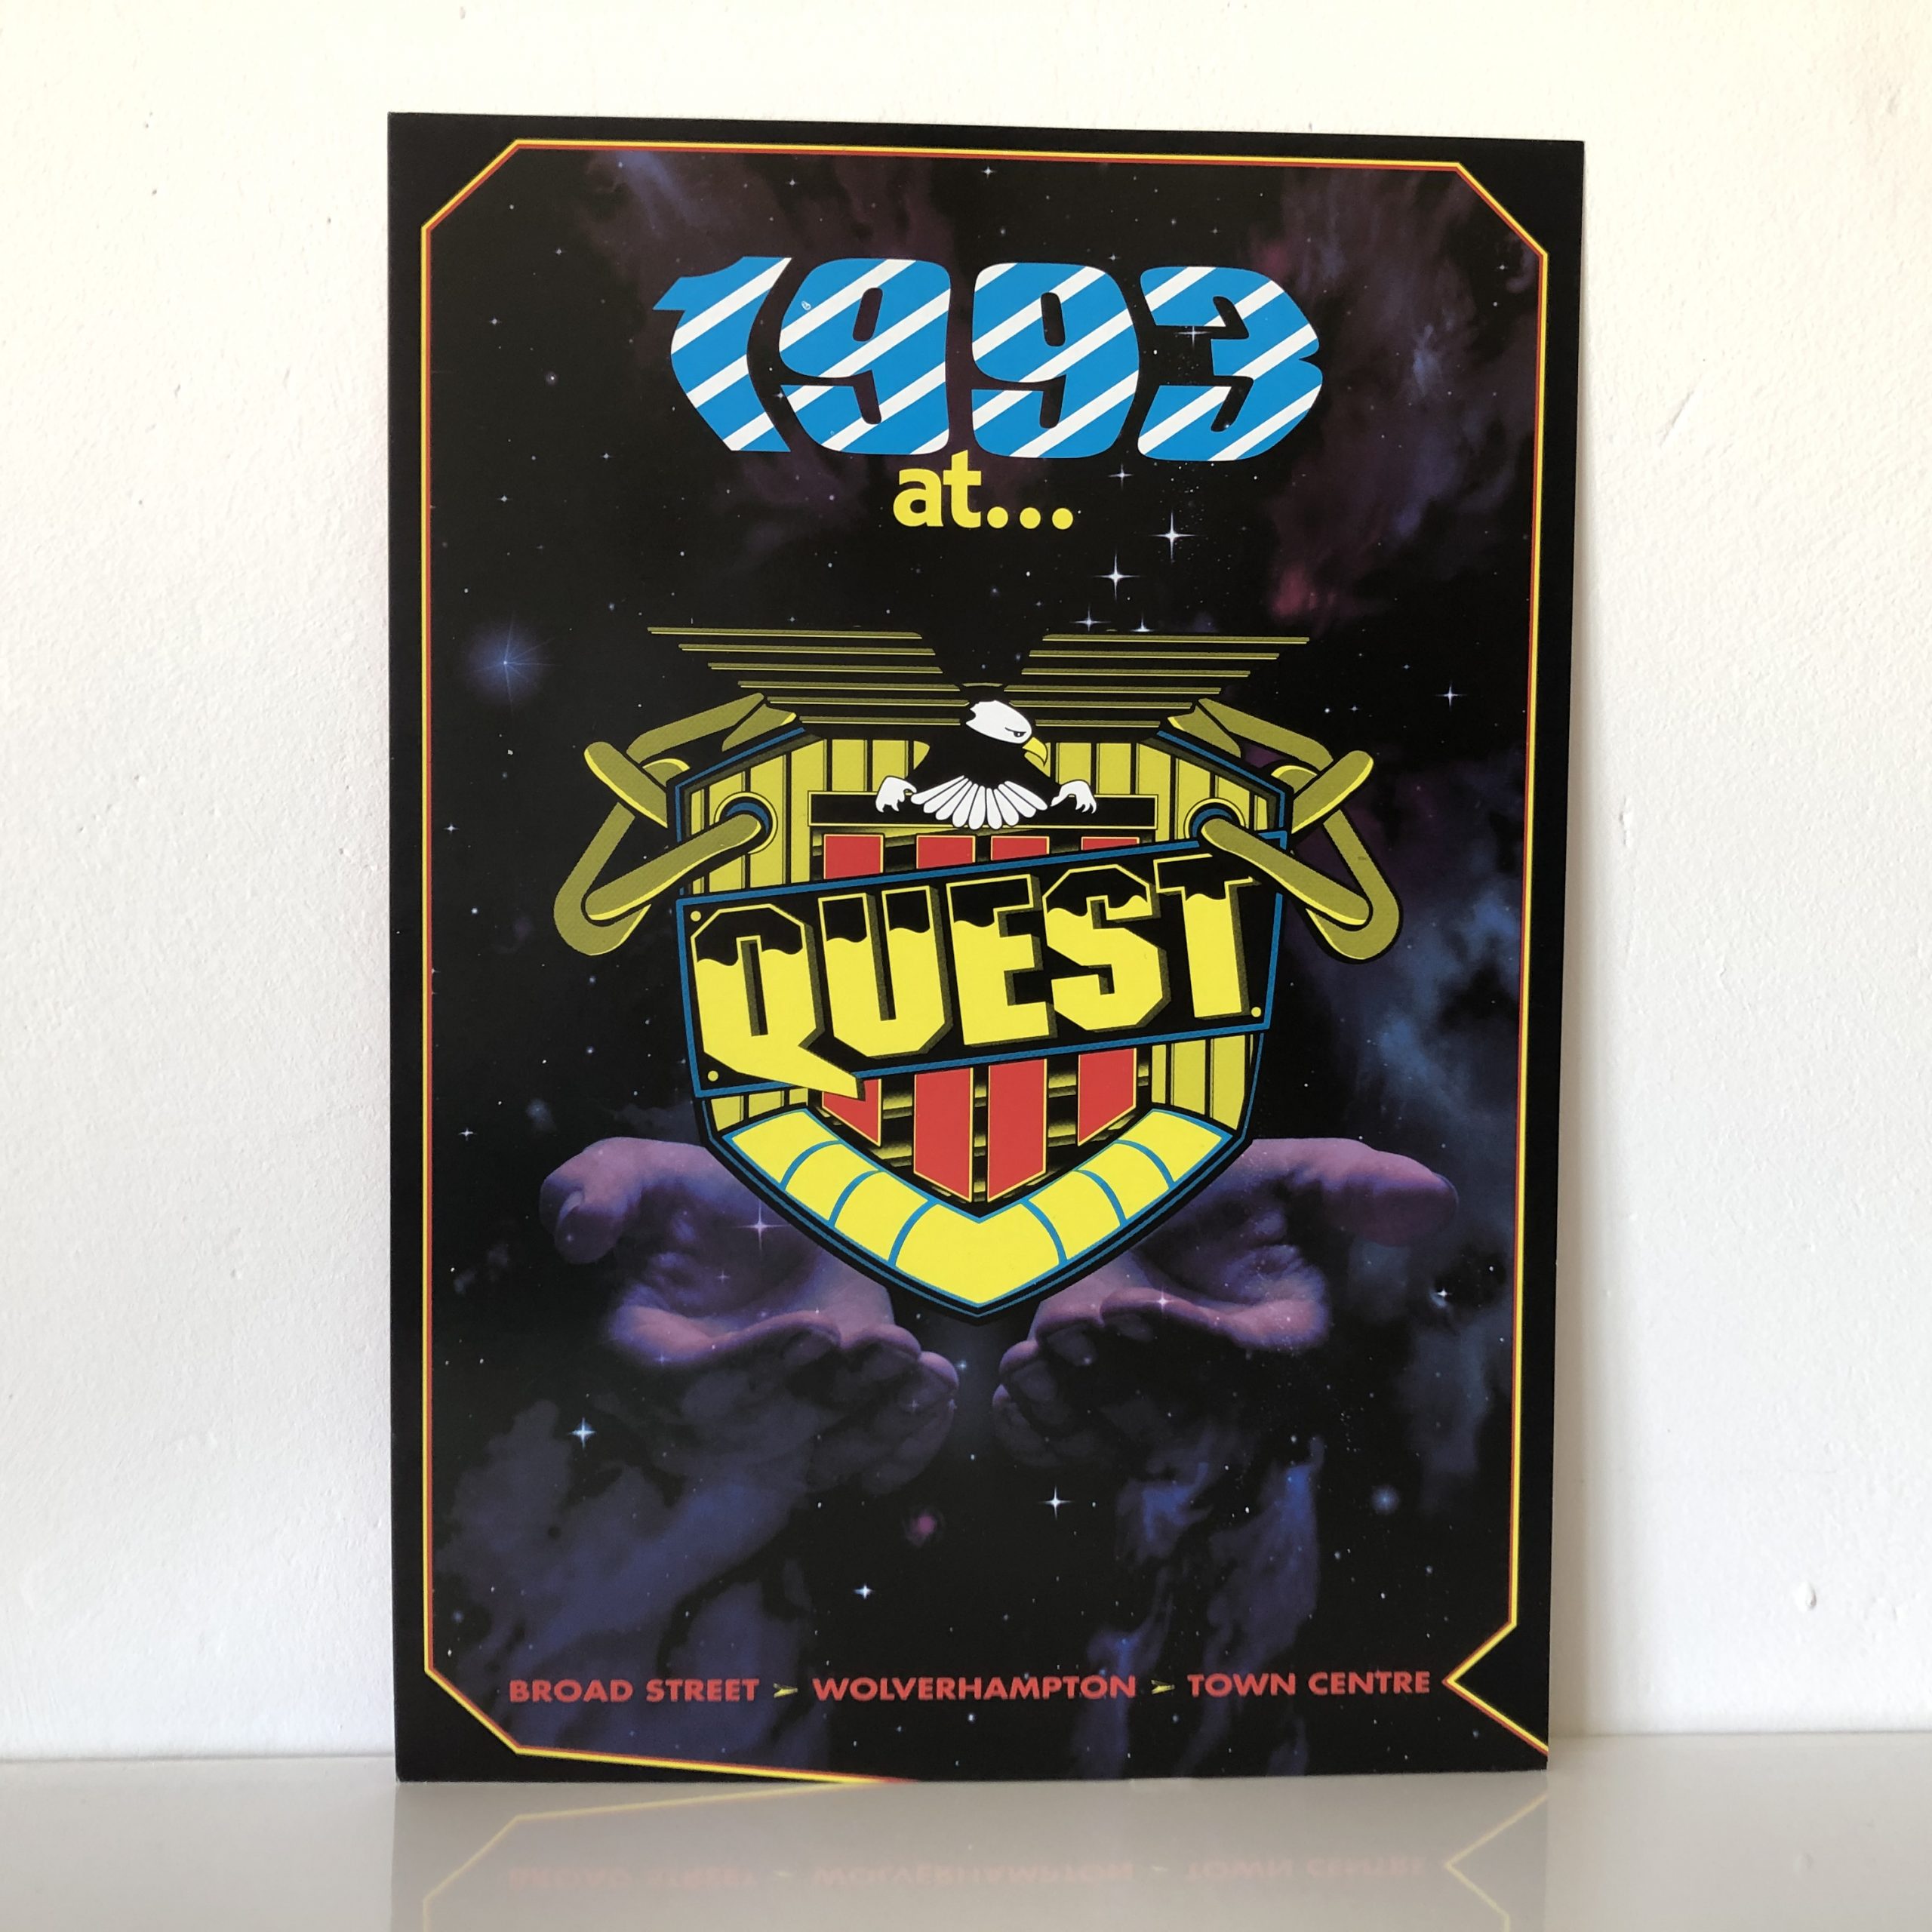 1993
at...
QUEST
BROAD STREET > WOLVERHAMPTON > TOWN CENTRE